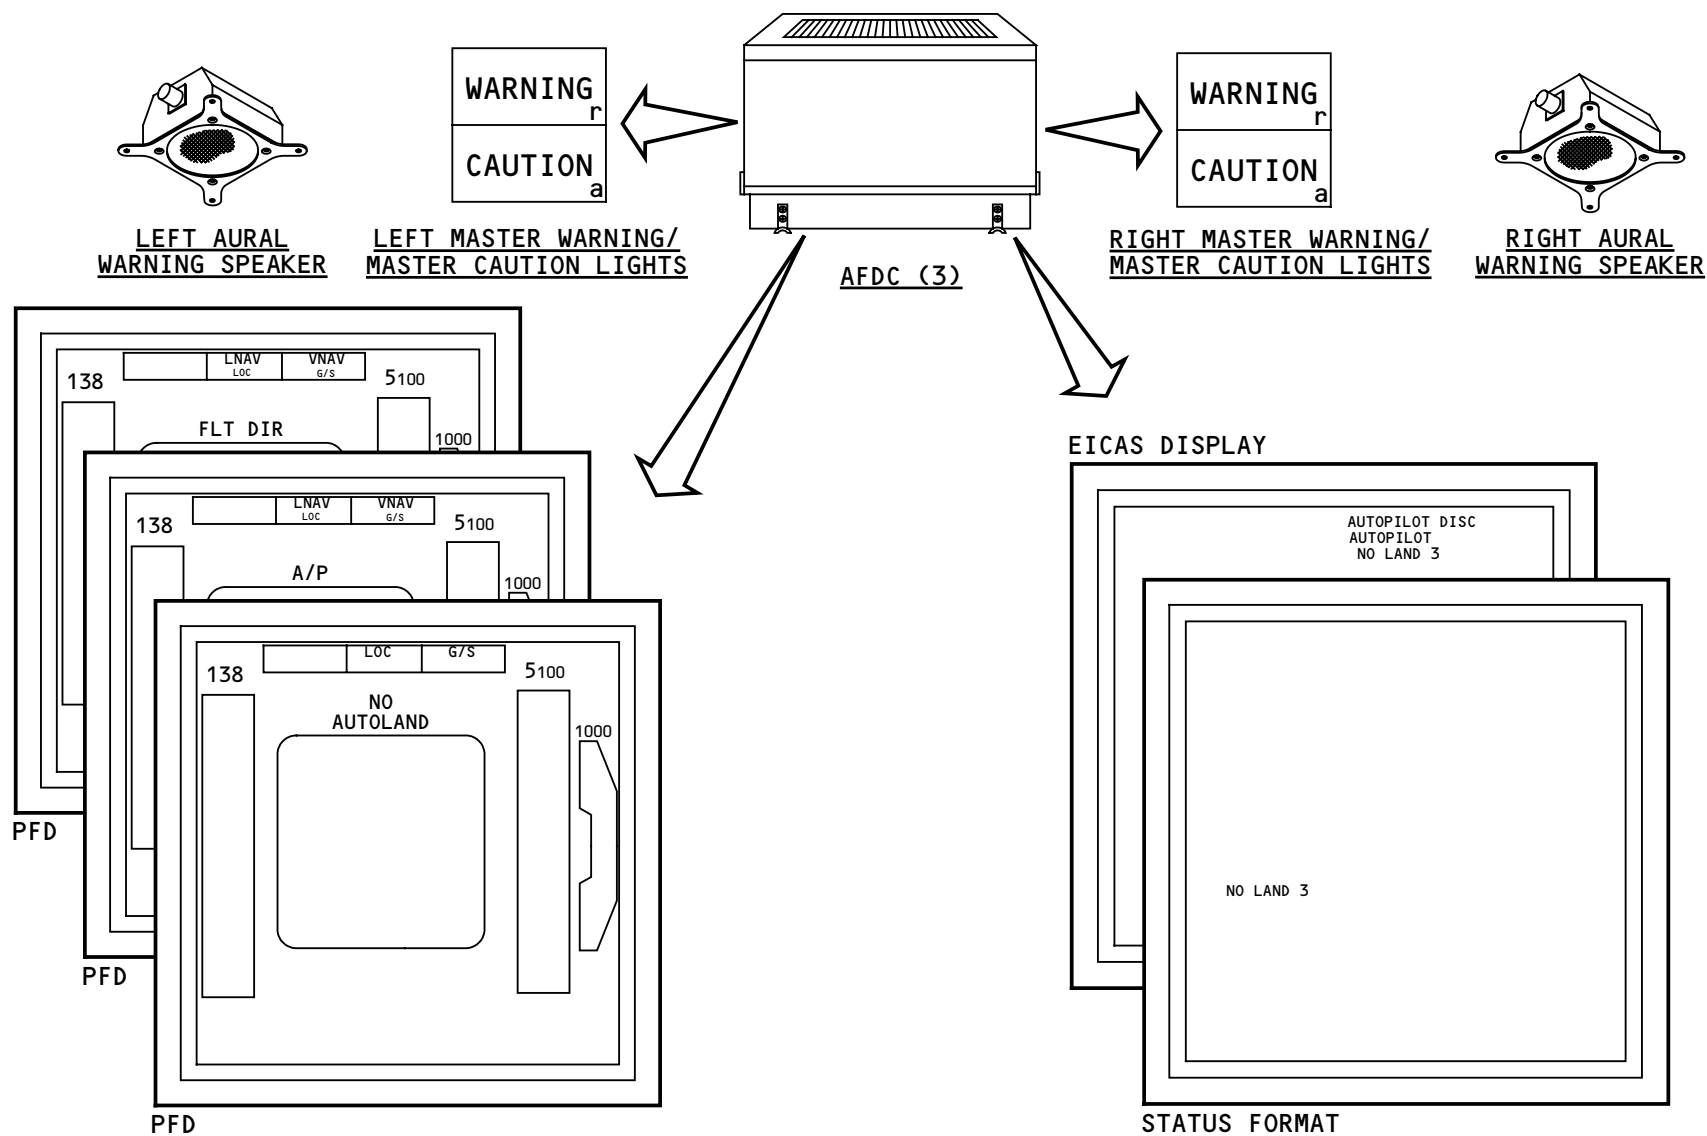 WARNING
r
CAUTION
a
WARNING
r
CAUTION
a
LEFT AURAL
WARNING SPEAKER
LEFT MASTER WARNING/
MASTER CAUTION LIGHTS
AFDC (3)
RIGHT MASTER WARNING/
MASTER CAUTION LIGHTS
RIGHT AURAL
WARNING SPEAKER
LNAV
LOC
VNAV
G/S
138
5100
FLT DIR
1000
PFD
LNAV
LOC
VNAV
G/S
138
5100
A/P
1000
PFD
LOC
G/S
138
5100
NO
AUTOLAND
1000
PFD
EICAS DISPLAY
AUTOPILOT DISC
AUTOPILOT
NO LAND 3
NO LAND 3
STATUS FORMAT